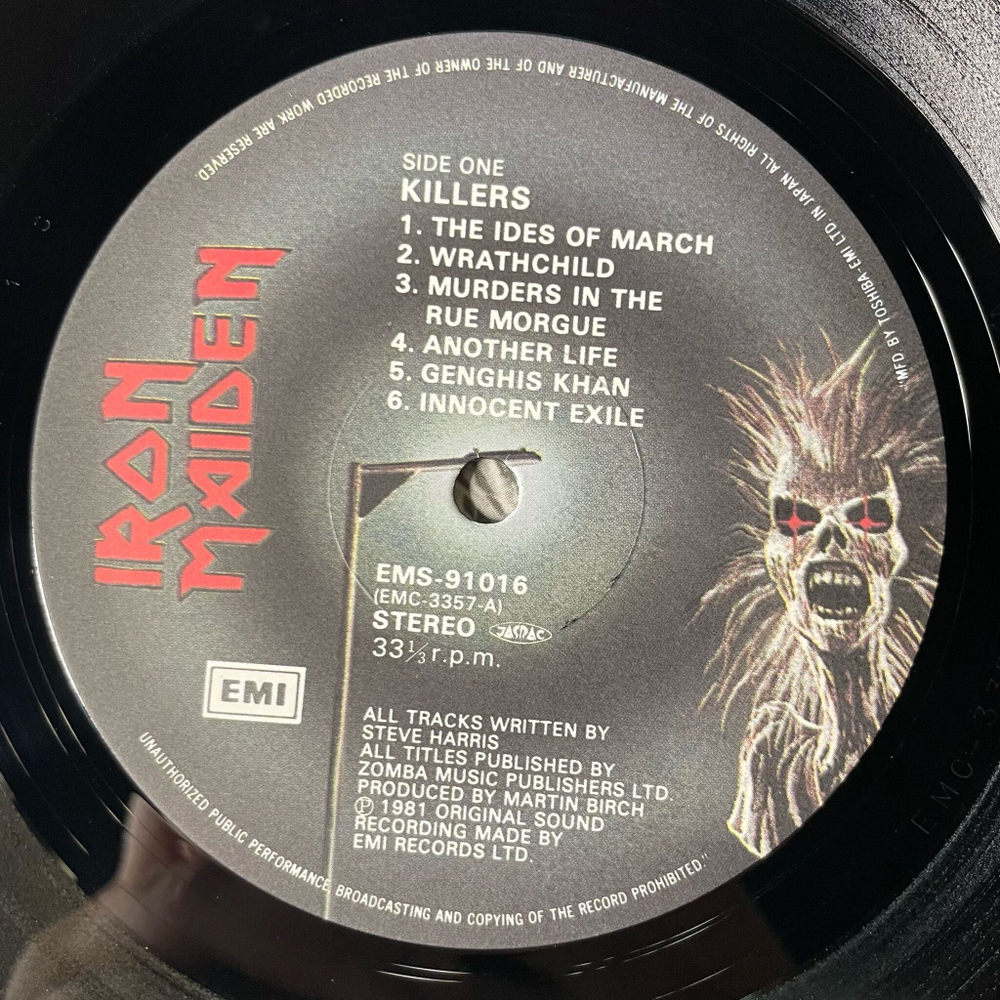 SIDE ONE
KILLERS
1. THE IDES OF MARCH
2. WRATHCHILD
3. MURDERS IN THE
RUE MORGUE
4. ANOTHER LIFE
5. GENGHIS KHAN
6. INNOCENT EXILE
IRON
MAIDEN
EMS-91016
(EMC-3357-A)
STEREO JASRAC
33⅓ r.p.m.
EMI
ALL TRACKS WRITTEN BY
STEVE HARRIS
ALL TITLES PUBLISHED BY
ZOMBA MUSIC PUBLISHERS LTD.
PRODUCED BY MARTIN BIRCH
Ⓟ 1981 ORIGINAL SOUND
RECORDING MADE BY
EMI RECORDS LTD.
"MFD BY TOSHIBA-EMI LTD. IN JAPAN ALL RIGHTS OF THE MANUFACTURER AND OF THE OWNER OF THE RECORDED WORK ARE RESERVED.
UNAUTHORIZED PUBLIC PERFORMANCE, BROADCASTING AND COPYING OF THE RECORD PROHIBITED."